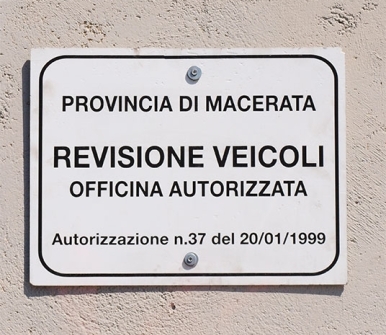 PROVINCIA DI MACERATA
REVISIONE VEICOLI
OFFICINA AUTORIZZATA
Autorizzazione n.37 del 20/01/1999